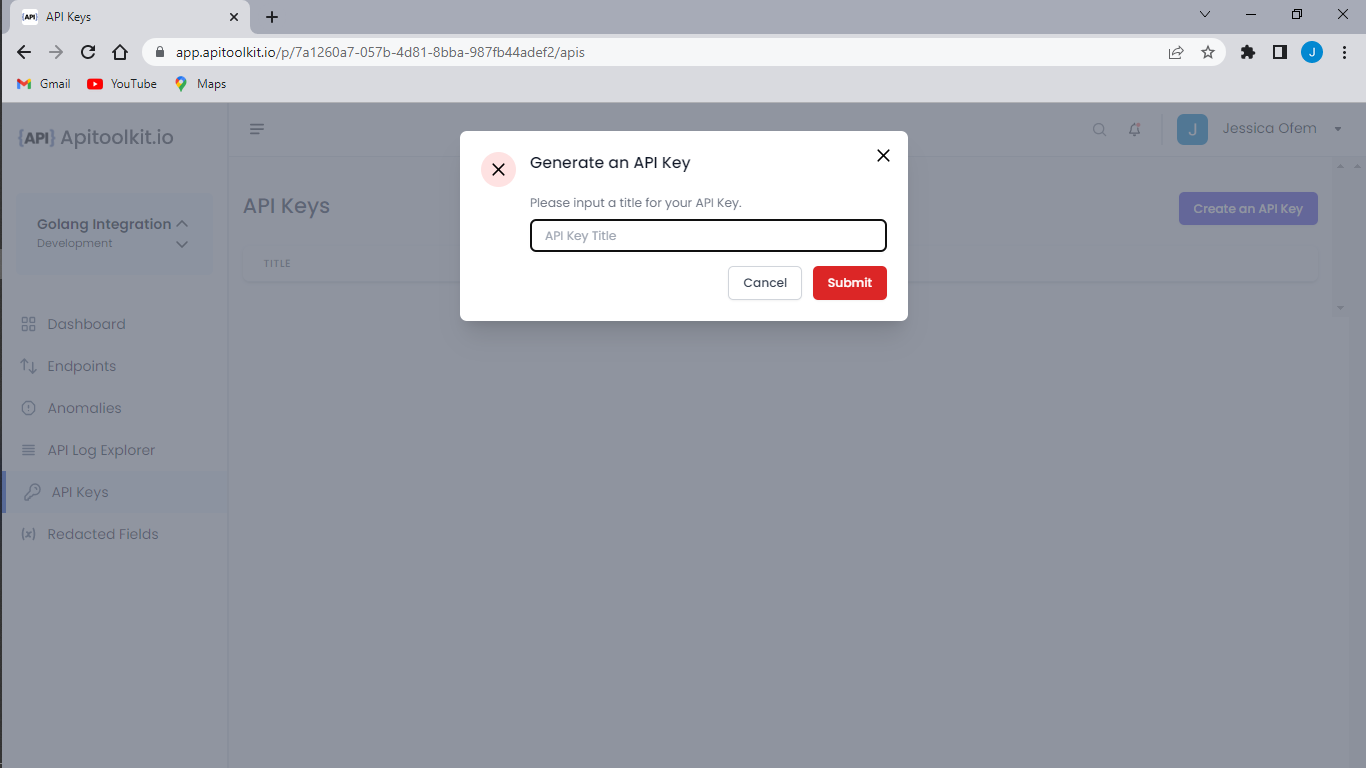 {API} API Keys
app.apitoolkit.io/p/7a1260a7-057b-4d81-8bba-987fb44adef2/apis
J
Gmail YouTube Maps
{API} Apitoolkit.io
J Jessica Ofem
Generate an API Key
Please input a title for your API Key.
API Key Title
Cancel Submit
Golang Integration
Development
API Keys
Create an API Key
TITLE
Dashboard
Endpoints
Anomalies
API Log Explorer
API Keys
{x} Redacted Fields